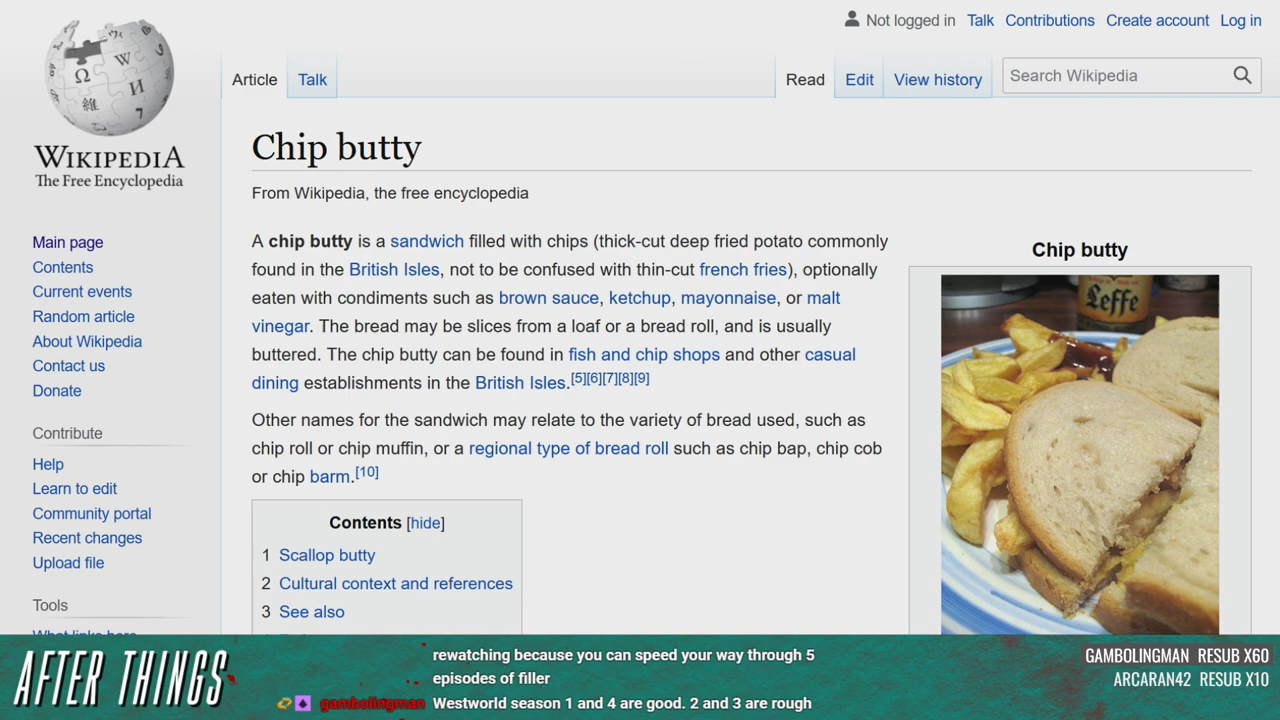 Not logged in Talk Contributions Create account Log in
Article Talk Read Edit View history Search Wikipedia
WIKIPEDIA
The Free Encyclopedia
Main page
Contents
Current events
Random article
About Wikipedia
Contact us
Donate
Contribute
Help
Learn to edit
Community portal
Recent changes
Upload file
Tools
What links here
Chip butty
From Wikipedia, the free encyclopedia
A chip butty is a sandwich filled with chips (thick-cut deep fried potato commonly
found in the British Isles, not to be confused with thin-cut french fries), optionally
eaten with condiments such as brown sauce, ketchup, mayonnaise, or malt
vinegar. The bread may be slices from a loaf or a bread roll, and is usually
buttered. The chip butty can be found in fish and chip shops and other casual
dining establishments in the British Isles.[5][6][7][8][9]
Other names for the sandwich may relate to the variety of bread used, such as
chip roll or chip muffin, or a regional type of bread roll such as chip bap, chip cob
or chip barm.[10]
Contents [hide]
1 Scallop butty
2 Cultural context and references
3 See also
Chip butty
Leffe
AFTER THINGS
rewatching because you can speed your way through 5
episodes of filler
gambolingman Westworld season 1 and 4 are good. 2 and 3 are rough
GAMBOLINGMAN RESUB X60
ARCARAN42 RESUB X10